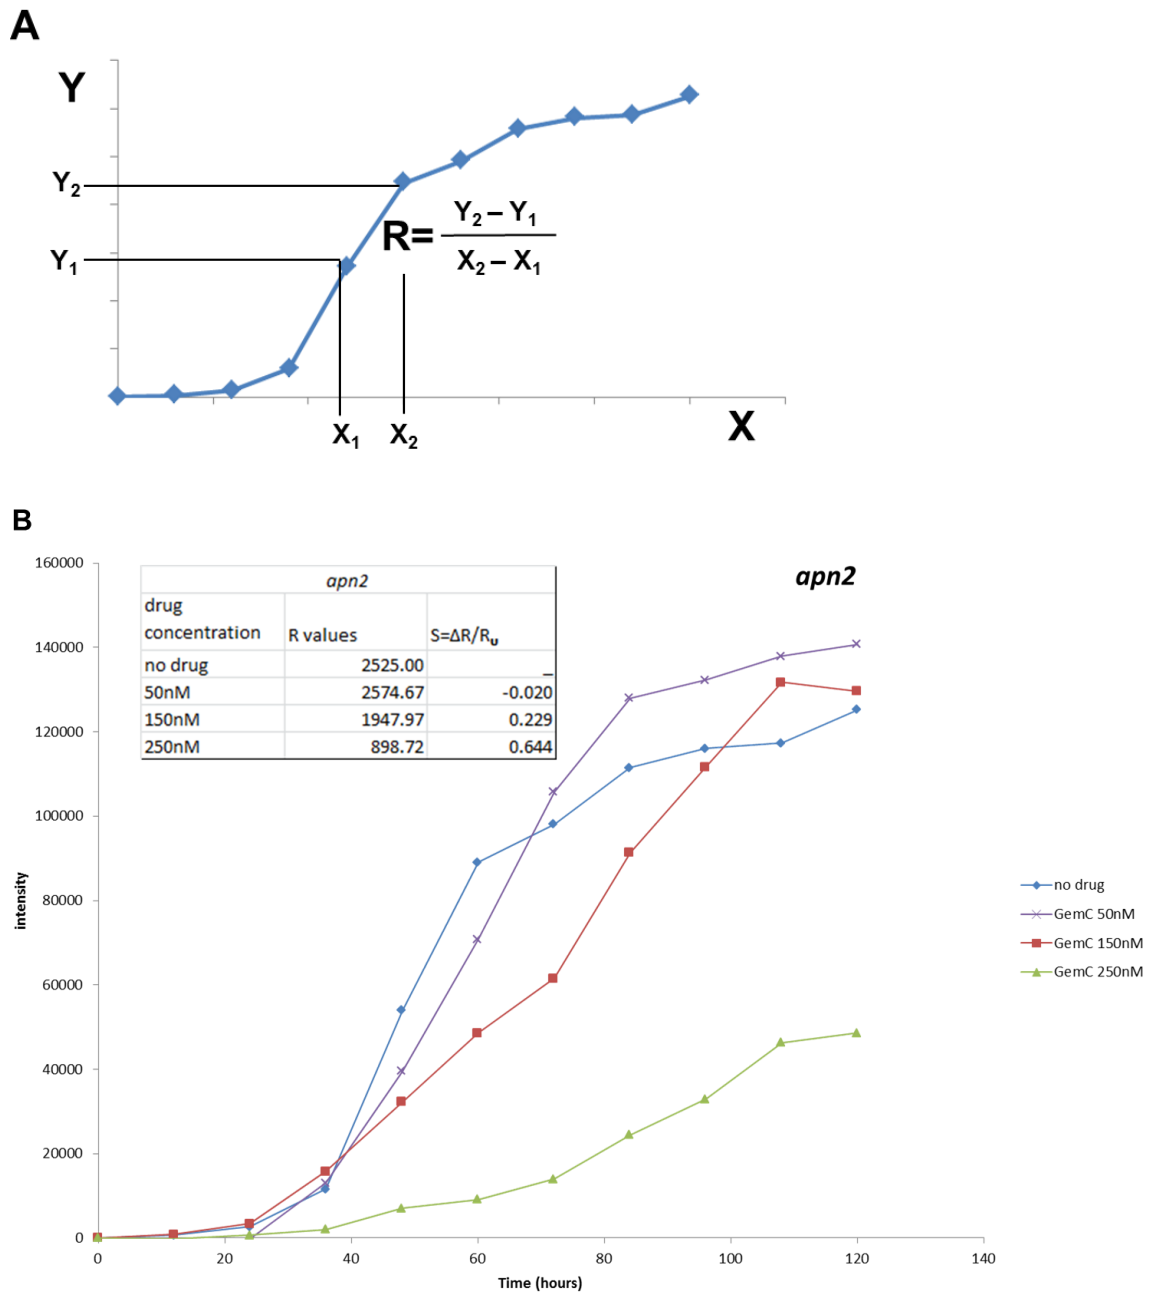 A
Y
Y2
Y1
R= Y2 – Y1
X2 – X1
X1 X2
X
B
apn2
160000
140000
120000
100000
80000
60000
40000
20000
0
intensity
apn2
drug
concentration R values S=ΔR/RU
no drug 2525.00 _
50nM 2574.67 -0.020
150nM 1947.97 0.229
250nM 898.72 0.644
no drug
GemC 50nM
GemC 150nM
GemC 250nM
0 20 40 60 80 100 120 140
Time (hours)